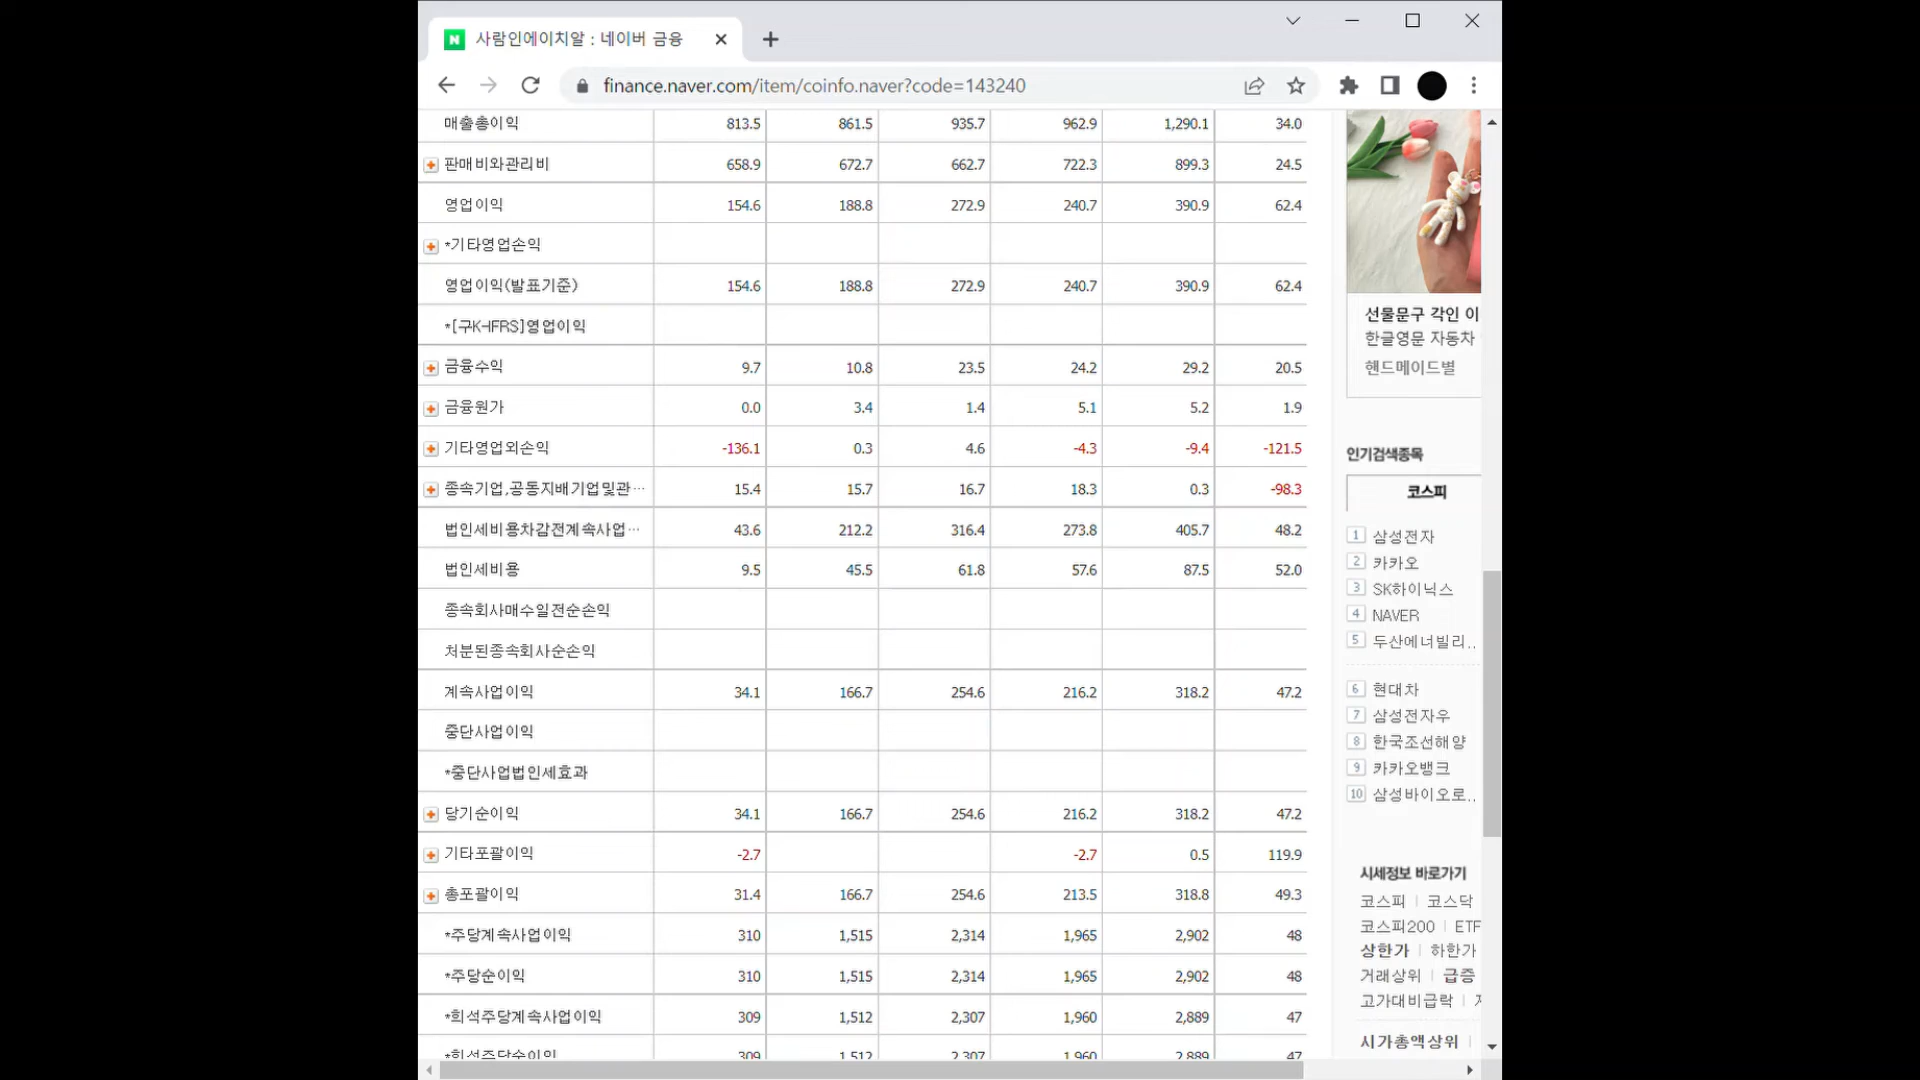 사람인에이치알 : 네이버 금융
finance.naver.com/item/coinfo.naver?code=143240
매출총이익 813.5 861.5 935.7 962.9 1,290.1 34.0
판매비와관리비 658.9 672.7 662.7 722.3 899.3 24.5
영업이익 154.6 188.8 272.9 240.7 390.9 62.4
*기타영업손익
영업이익(발표기준) 154.6 188.8 272.9 240.7 390.9 62.4
*[구K-IFRS]영업이익
금융수익 9.7 10.8 23.5 24.2 29.2 20.5
금융원가 0.0 3.4 1.4 5.1 5.2 1.9
기타영업외손익 -136.1 0.3 4.6 -4.3 -9.4 -121.5
종속기업,공동지배기업및관… 15.4 15.7 16.7 18.3 0.3 -98.3
법인세비용차감전계속사업… 43.6 212.2 316.4 273.8 405.7 48.2
법인세비용 9.5 45.5 61.8 57.6 87.5 52.0
종속회사매수일전순손익
처분된종속회사순손익
계속사업이익 34.1 166.7 254.6 216.2 318.2 47.2
중단사업이익
*중단사업법인세효과
당기순이익 34.1 166.7 254.6 216.2 318.2 47.2
기타포괄이익 -2.7 -2.7 0.5 119.9
총포괄이익 31.4 166.7 254.6 213.5 318.8 49.3
*주당계속사업이익 310 1,515 2,314 1,965 2,902 48
*주당순이익 310 1,515 2,314 1,965 2,902 48
*희석주당계속사업이익 309 1,512 2,307 1,960 2,889 47
*희석주당순이익 309 1,512 2,307 1,960 2,889 47
선물문구 각인 이
한글영문 자동차
핸드메이드별
인기검색종목
코스피
1 삼성전자
2 카카오
3 SK하이닉스
4 NAVER
5 두산에너빌리..
6 현대차
7 삼성전자우
8 한국조선해양
9 카카오뱅크
10 삼성바이오로..
시세정보 바로가기
코스피 | 코스닥
코스피200 | ETF
상한가 | 하한가
거래상위 | 급증
고가대비급락 |
시가총액상위 |